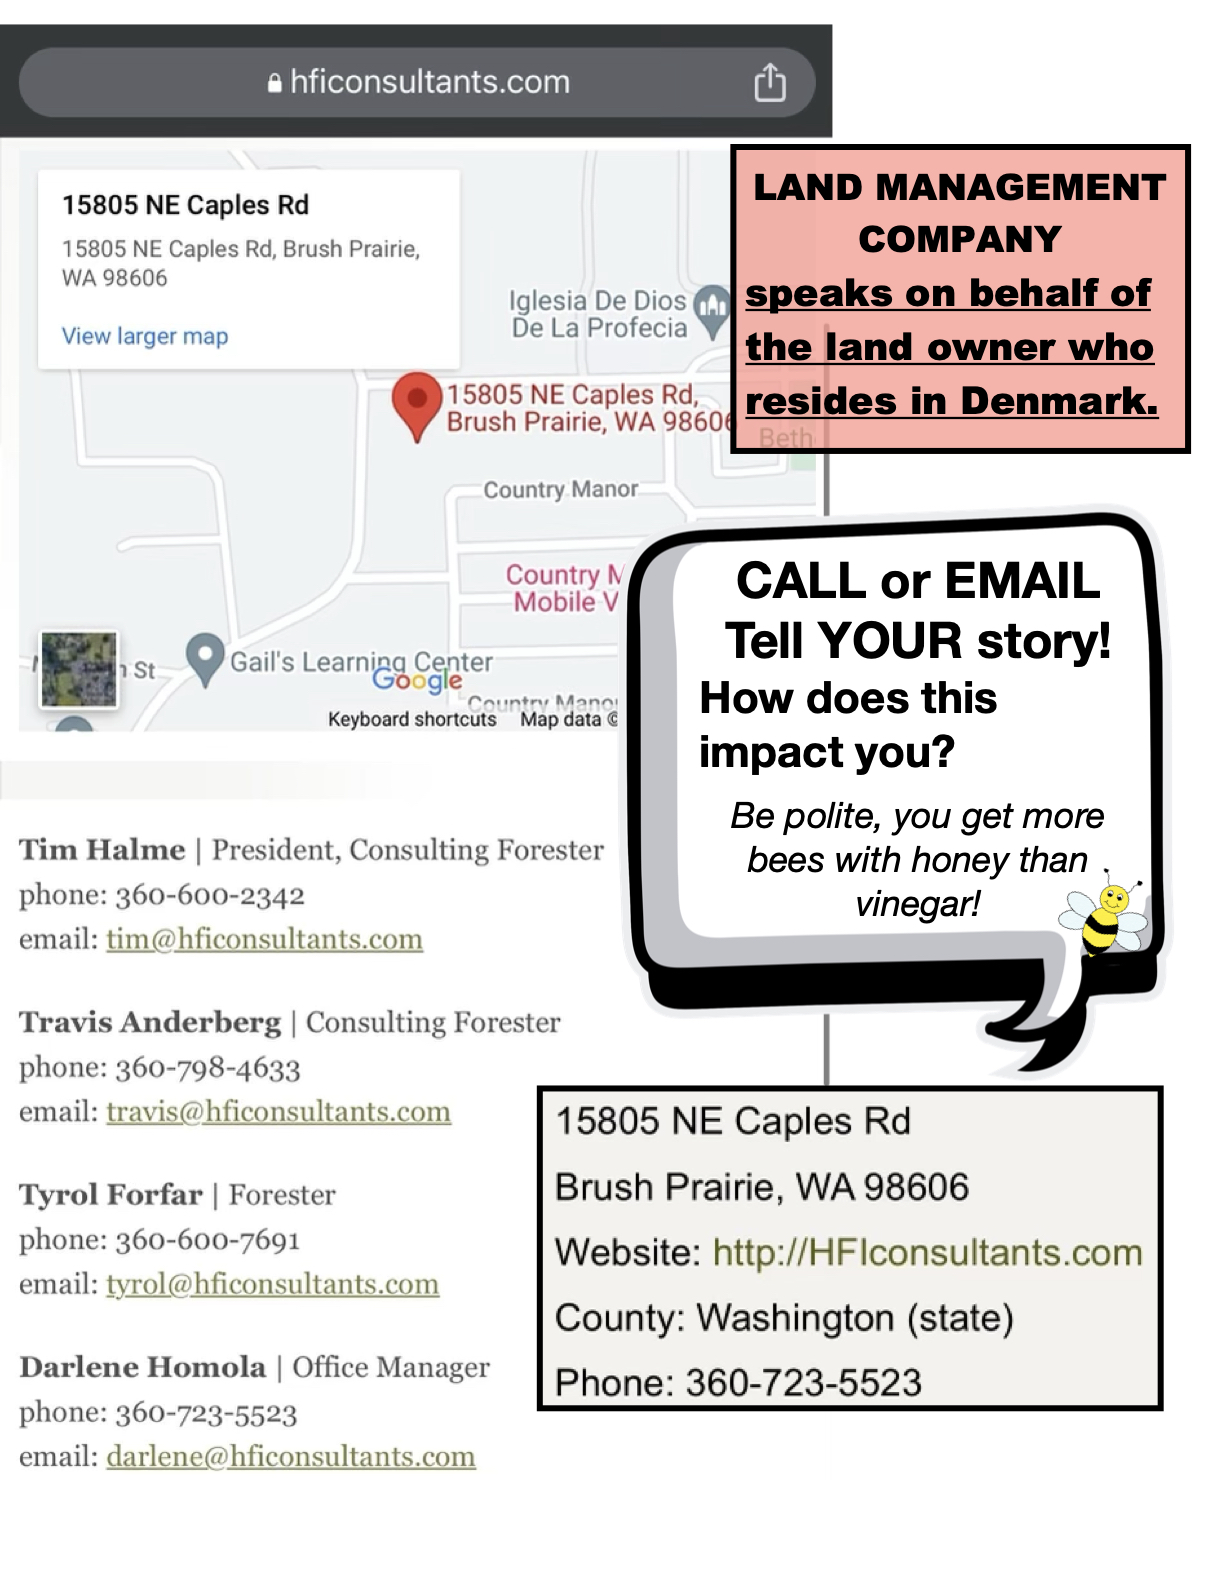 hficonsultants.com
15805 NE Caples Rd
15805 NE Caples Rd, Brush Prairie,
WA 98606
View larger map
Iglesia De Dios
De La Profecia
15805 NE Caples Rd,
Brush Prairie, WA 98606
Beth
Country Manor
Country M
Mobile V
St
Gail's Learning Center
Google
Country Mano
Keyboard shortcuts Map data ©
LAND MANAGEMENT
COMPANY
speaks on behalf of
the land owner who
resides in Denmark.
CALL or EMAIL
Tell YOUR story!
How does this
impact you?
Be polite, you get more
bees with honey than
vinegar!
Tim Halme | President, Consulting Forester
phone: 360-600-2342
email: tim@hficonsultants.com
Travis Anderberg | Consulting Forester
phone: 360-798-4633
email: travis@hficonsultants.com
Tyrol Forfar | Forester
phone: 360-600-7691
email: tyrol@hficonsultants.com
Darlene Homola | Office Manager
phone: 360-723-5523
email: darlene@hficonsultants.com
15805 NE Caples Rd
Brush Prairie, WA 98606
Website: http://HFIconsultants.com
County: Washington (state)
Phone: 360-723-5523